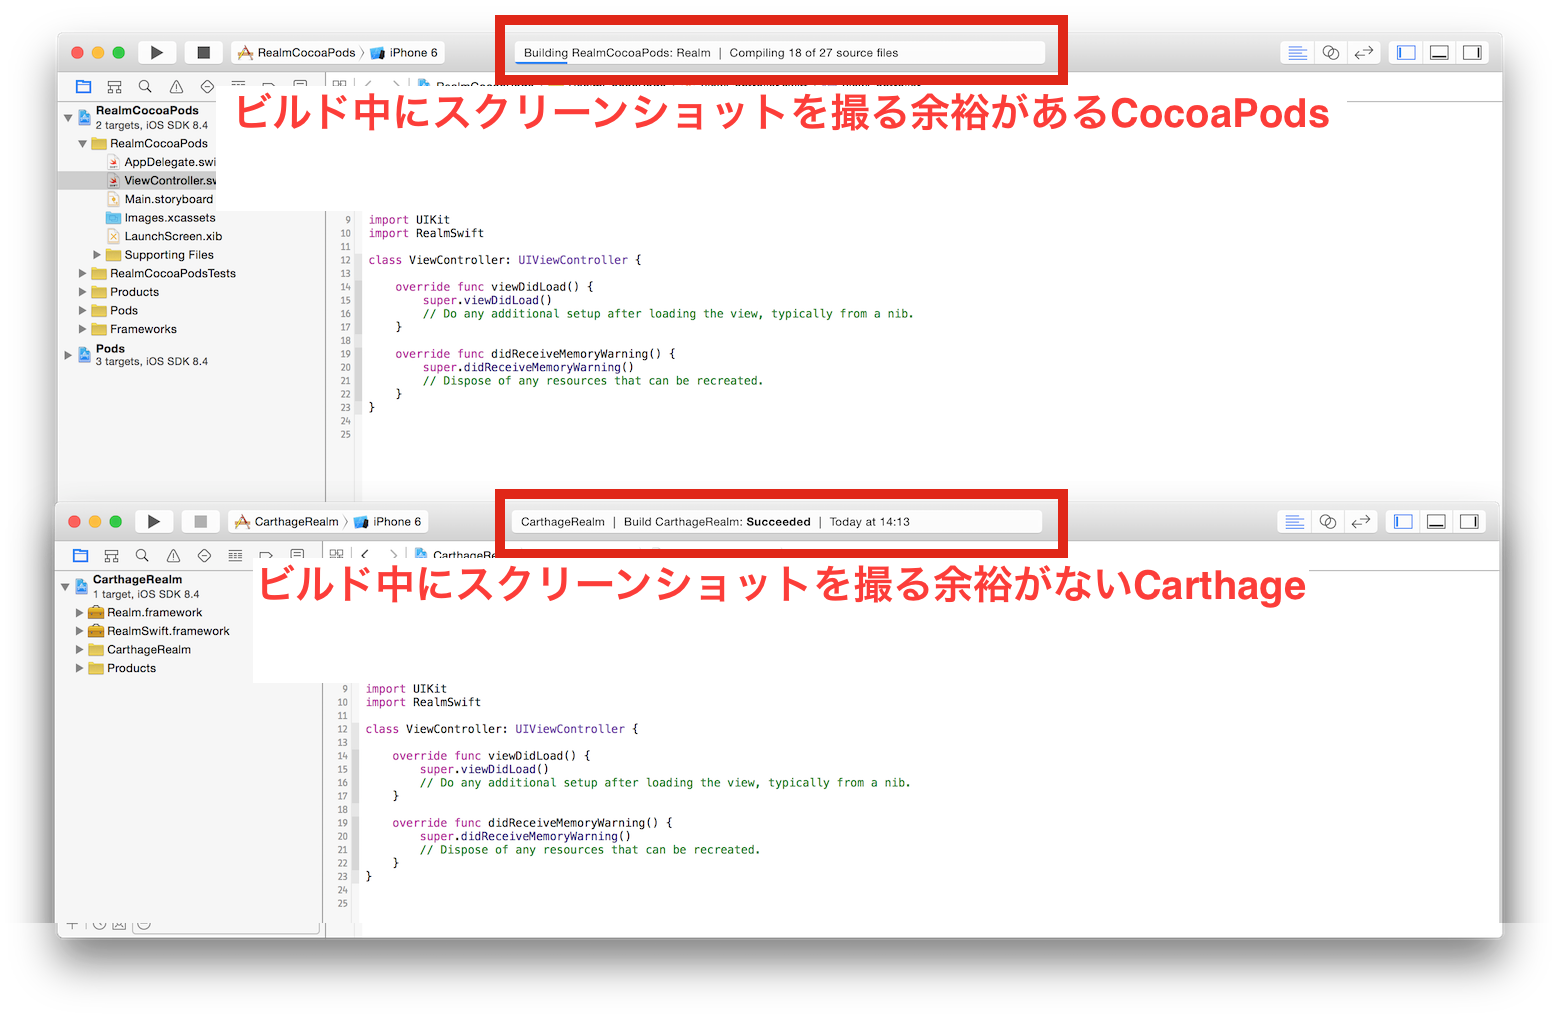 RealmCocoaPods 〉 iPhone 6
Building RealmCocoaPods: Realm | Compiling 18 of 27 source files
ビルド中にスクリーンショットを撮る余裕があるCocoaPods
RealmCocoaPods
2 targets, iOS SDK 8.4
RealmCocoaPods
AppDelegate.swi
ViewController.sw
Main.storyboard
Images.xcassets
LaunchScreen.xib
Supporting Files
RealmCocoaPodsTests
Products
Pods
Frameworks
Pods
3 targets, iOS SDK 8.4
9 import UIKit
10 import RealmSwift
11
12 class ViewController: UIViewController {
13
14 override func viewDidLoad() {
15 super.viewDidLoad()
16 // Do any additional setup after loading the view, typically from a nib.
17 }
18
19 override func didReceiveMemoryWarning() {
20 super.didReceiveMemoryWarning()
21 // Dispose of any resources that can be recreated.
22 }
23 }
24
25
CarthageRealm 〉 iPhone 6
CarthageRealm | Build CarthageRealm: Succeeded | Today at 14:13
CarthageRe
ビルド中にスクリーンショットを撮る余裕がないCarthage
CarthageRealm
1 target, iOS SDK 8.4
Realm.framework
RealmSwift.framework
CarthageRealm
Products
9 import UIKit
10 import RealmSwift
11
12 class ViewController: UIViewController {
13
14 override func viewDidLoad() {
15 super.viewDidLoad()
16 // Do any additional setup after loading the view, typically from a nib.
17 }
18
19 override func didReceiveMemoryWarning() {
20 super.didReceiveMemoryWarning()
21 // Dispose of any resources that can be recreated.
22 }
23 }
24
25